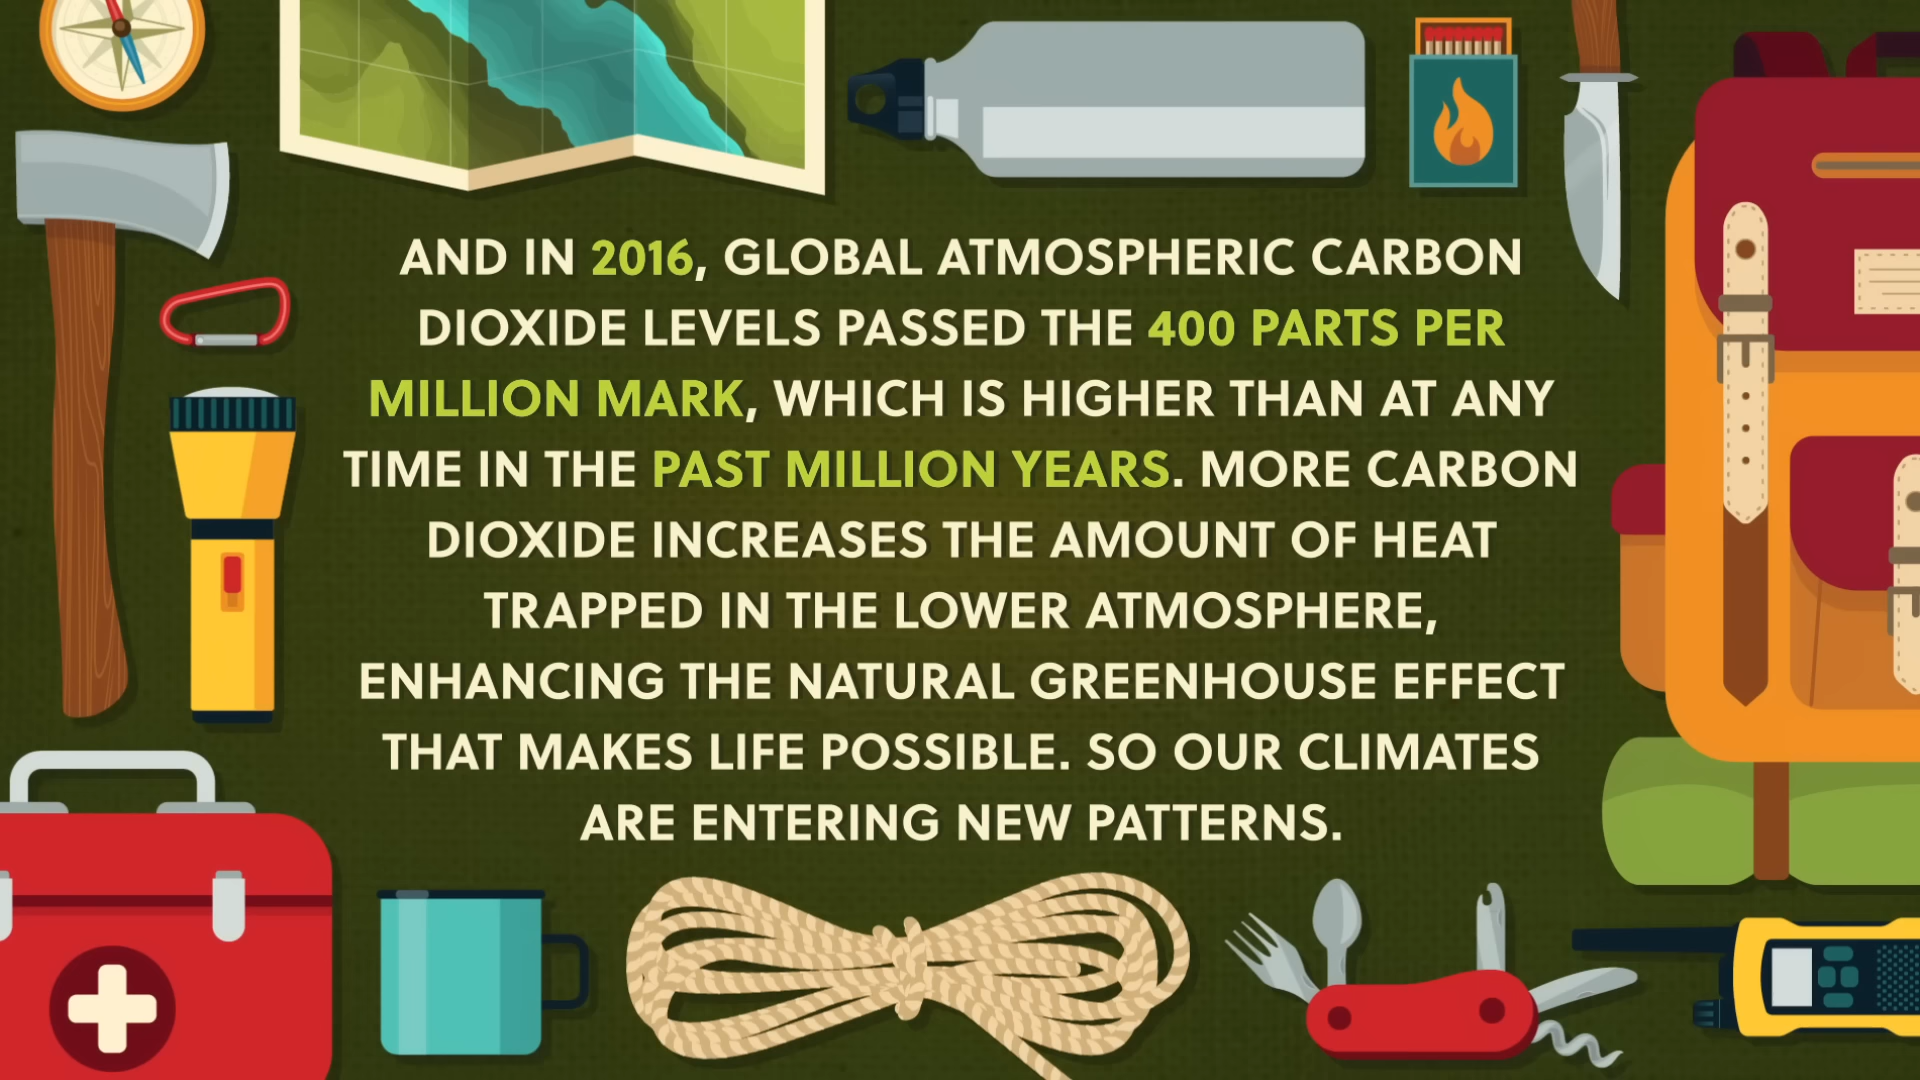 AND IN 2016, GLOBAL ATMOSPHERIC CARBON
DIOXIDE LEVELS PASSED THE 400 PARTS PER
MILLION MARK, WHICH IS HIGHER THAN AT ANY
TIME IN THE PAST MILLION YEARS. MORE CARBON
DIOXIDE INCREASES THE AMOUNT OF HEAT
TRAPPED IN THE LOWER ATMOSPHERE,
ENHANCING THE NATURAL GREENHOUSE EFFECT
THAT MAKES LIFE POSSIBLE. SO OUR CLIMATES
ARE ENTERING NEW PATTERNS.